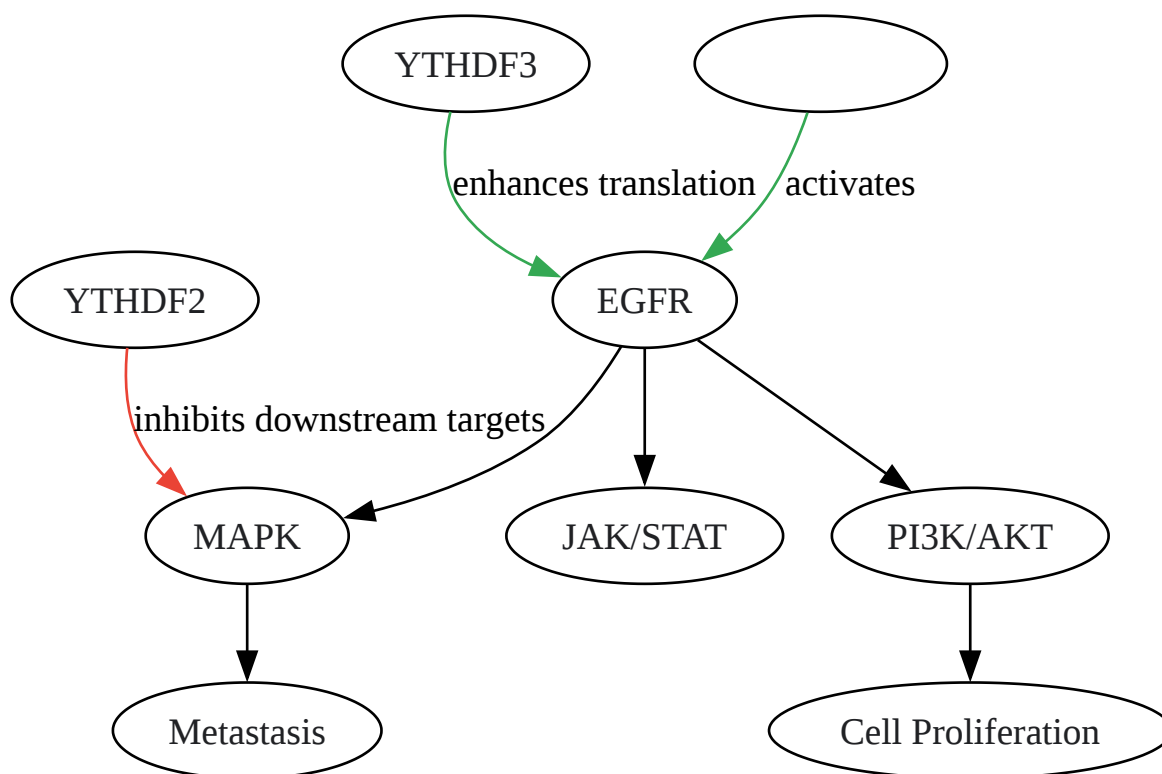 YTHDF3
enhances translation
activates
YTHDF2
EGFR
inhibits downstream targets
MAPK
JAK/STAT
PI3K/AKT
Metastasis
Cell Proliferation